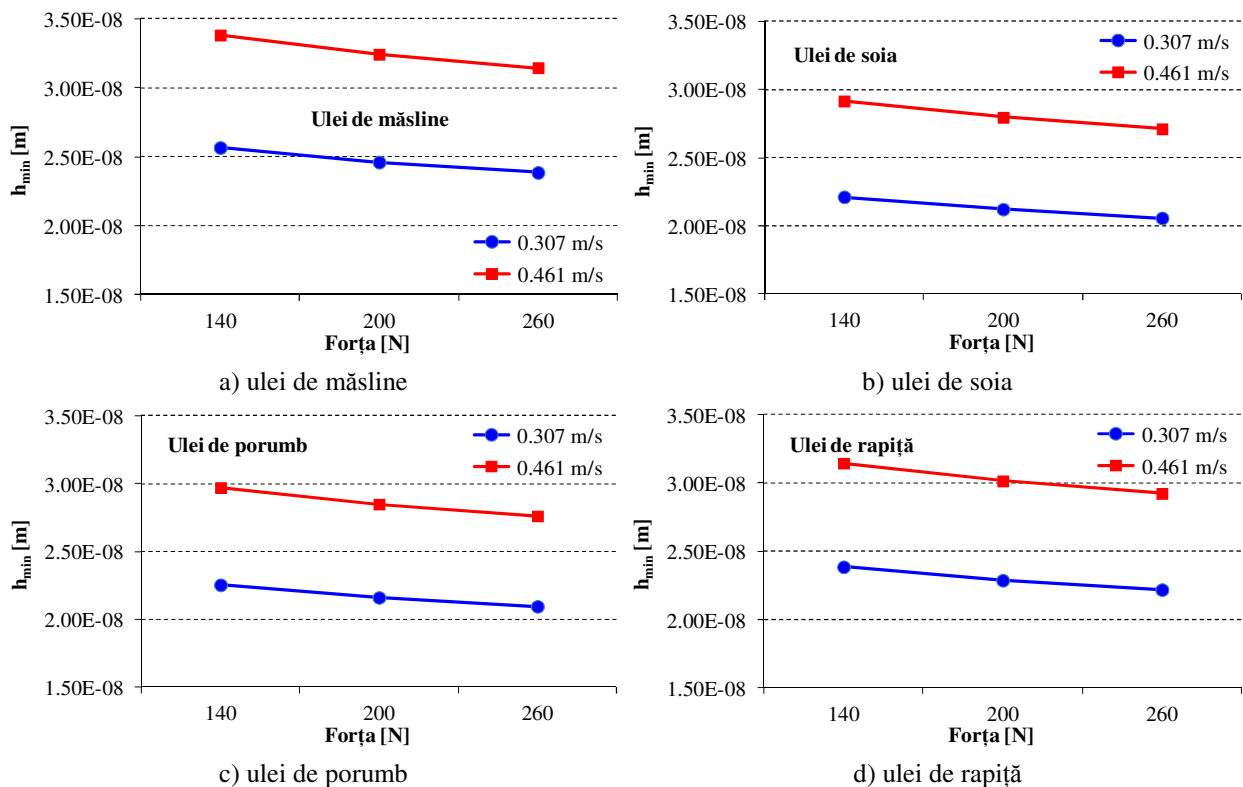 3.50E-08
3.00E-08
2.50E-08
2.00E-08
1.50E-08
h_min [m]
Ulei de măsline
0.307 m/s
0.461 m/s
140 200 260
Forța [N]
a) ulei de măsline
3.50E-08
3.00E-08
2.50E-08
2.00E-08
1.50E-08
h_min [m]
Ulei de soia
0.307 m/s
0.461 m/s
140 200 260
Forța [N]
b) ulei de soia
3.50E-08
3.00E-08
2.50E-08
2.00E-08
1.50E-08
h_min [m]
Ulei de porumb
0.307 m/s
0.461 m/s
140 200 260
Forța [N]
c) ulei de porumb
3.50E-08
3.00E-08
2.50E-08
2.00E-08
1.50E-08
h_min [m]
Ulei de rapiță
0.307 m/s
0.461 m/s
140 200 260
Forța [N]
d) ulei de rapiță